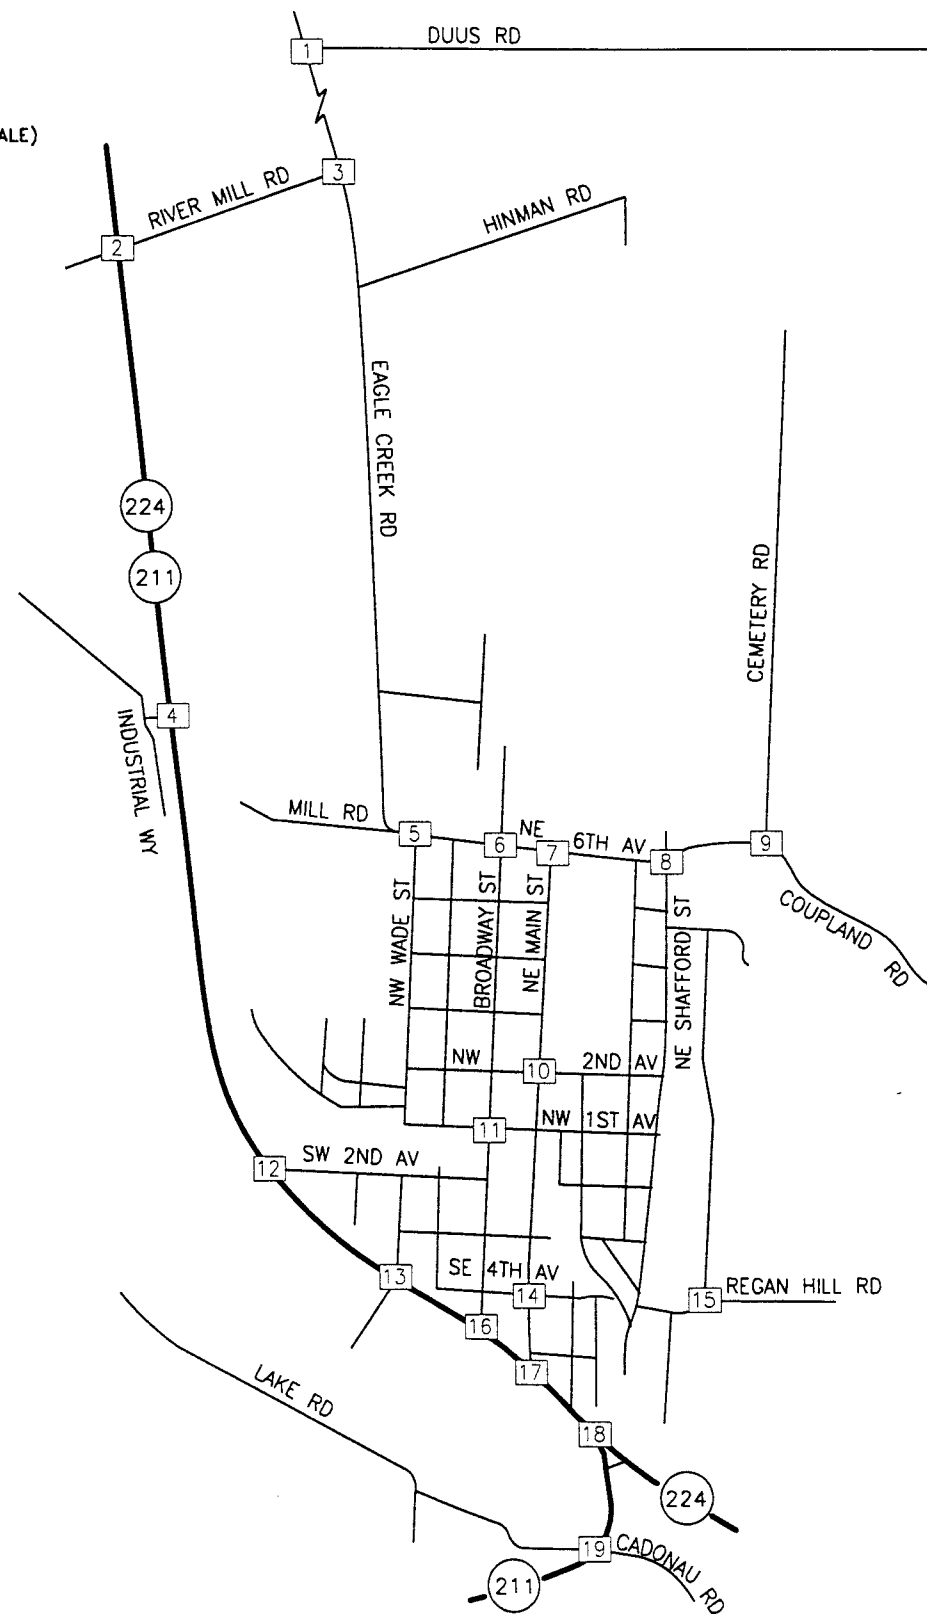 DUUS RD
1
ALE)
3
RIVER MILL RD
HINMAN RD
2
EAGLE CREEK RD
224
CEMETERY RD
211
4
INDUSTRIAL WY
MILL RD
5
6
NE 6TH AV
7
8
9
NW WADE ST
BROADWAY ST
NE MAIN ST
NE SHAFFORD ST
COUPLAND RD
NW 2ND AV
10
11
NW 1ST AV
12
SW 2ND AV
13
SE 4TH AV
14
15
REGAN HILL RD
16
17
LAKE RD
18
224
19
CADONAU RD
211